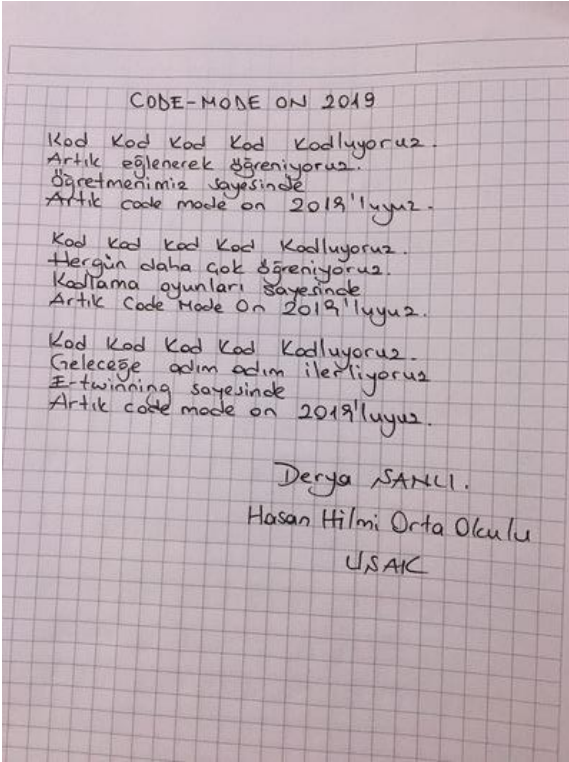 CODE-MODE ON 2019
Kod Kod Kod Kod Kodluyoruz.
Artık eğlenerek öğreniyoruz.
Öğretmenimiz sayesinde
Artık code mode on 2019'luyuz.
Kod Kod Kod Kod Kodluyoruz.
Hergün daha çok öğreniyoruz.
Kodlama oyunları sayesinde
Artık Code Mode On 2019'luyuz.
Kod Kod Kod Kod Kodluyoruz.
Geleceğe adım adım ilerliyoruz
E-twinning sayesinde
Artık code mode on 2019'luyuz.
Derya SANLI.
Hasan Hilmi Orta Okulu
USAK